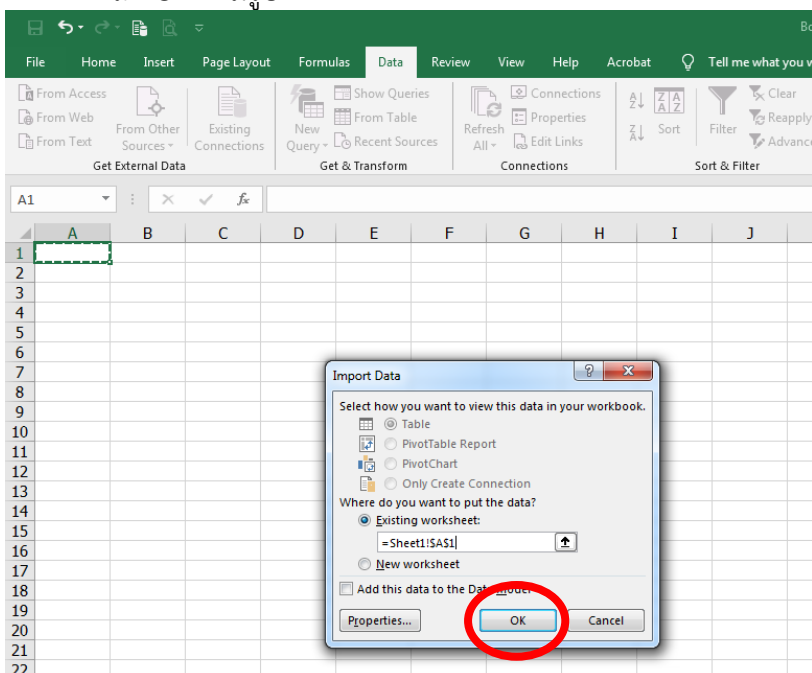 Bo
File Home Insert Page Layout Formulas Data Review View Help Acrobat Tell me what you w
From Access
From Web
From Text
From Other
Sources
Existing
Connections
Get External Data
New
Query
Show Queries
From Table
Recent Sources
Get & Transform
Refresh
All
Connections
Properties
Edit Links
Connections
Sort
Filter
Clear
Reapply
Advance
Sort & Filter
A1 fx
A B C D E F G H I J
1
2
3
4
5
6
7
8
9
10
11
12
13
14
15
16
17
18
19
20
21
22
Import Data
Select how you want to view this data in your workbook.
Table
PivotTable Report
PivotChart
Only Create Connection
Where do you want to put the data?
Existing worksheet:
=Sheet1!$A$1
New worksheet
Add this data to the Data Model
Properties... OK Cancel